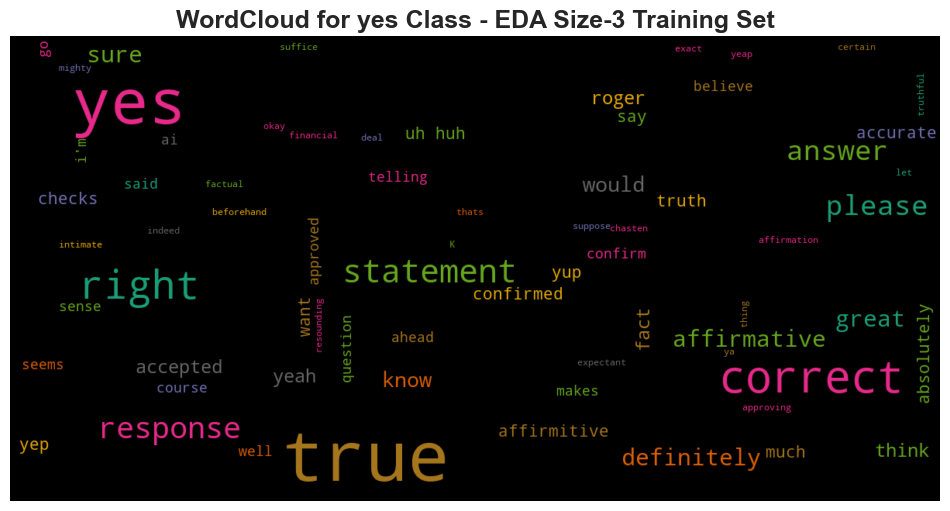 WordCloud for yes Class - EDA Size-3 Training Set
go
sure
suffice
exact
yeap
certain
mighty
yes
believe
truthful
roger
say
okay
financial
deal
uh huh
accurate
i'm
ai
answer
said
factual
telling
would
let
checks
truth
please
beforehand
thats
suppose
chasten
indeed
intimate
K
affirmation
approved
confirm
right
statement
yup
confirmed
sense
want
resounding
question
ahead
fact
thing
great
affirmative
absolutely
ya
seems
accepted
course
yeah
know
expectant
makes
correct
approving
response
true
affirmitive
yep
well
definitely
much
think